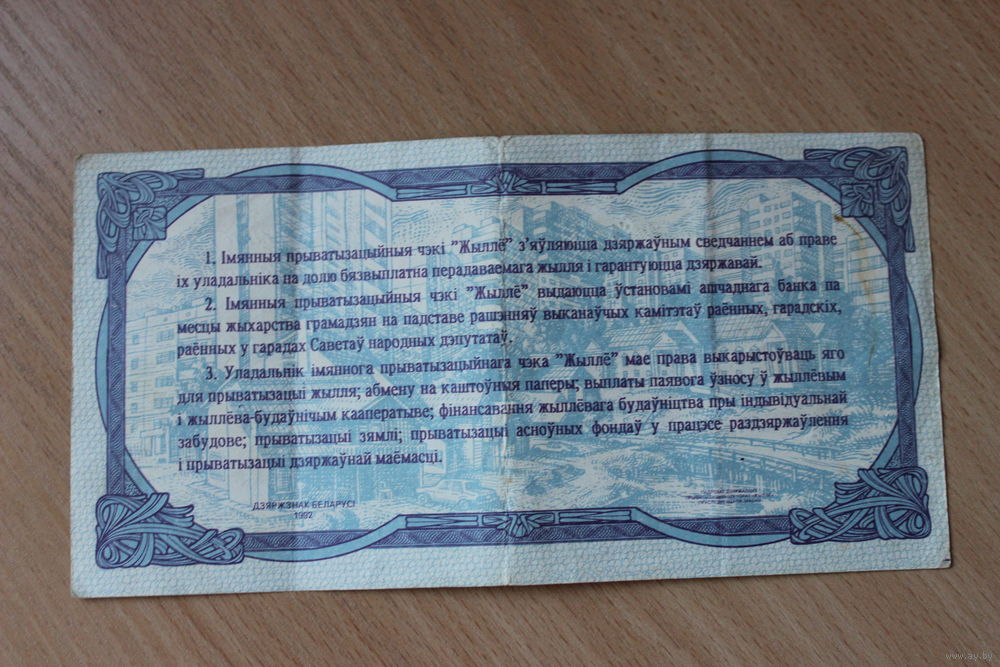 1. Імянныя прыватызацыйныя чэкі "Жыллё" з'яўляюцца дзяржаўным сведчаннем аб праве
іх уладальніка на долю бязвыплатна перадаваемага жылля і гарантуюцца дзяржавай.
2. Імянныя прыватызацыйныя чэкі "Жыллё" выдаюцца ўстановамі ашчаднага банка па
месцы жыхарства грамадзян на падставе рашэнняў выканаўчых камітэтаў раённых, гарадскіх,
раённых у гарадах Саветаў народных дэпутатаў.
3. Уладальнік імяннога прыватызацыйнага чэка "Жыллё" мае права выкарыстоўваць яго
для прыватызацыі жылля; абмену на каштоўныя паперы; выплаты паявога ўзносу ў жыллёвым
і жыллёва-будаўнічым кааператыве; фінансавання жыллёвага будаўніцтва пры індывідуальнай
забудове; прыватызацыі зямлі; прыватызацыі асноўных фондаў у працэсе раздзяржаўлення
і прыватызацыі дзяржаўнай маёмасці.
ДЗЯРЖЗНАК БЕЛАРУСІ
1992
www.ay.by